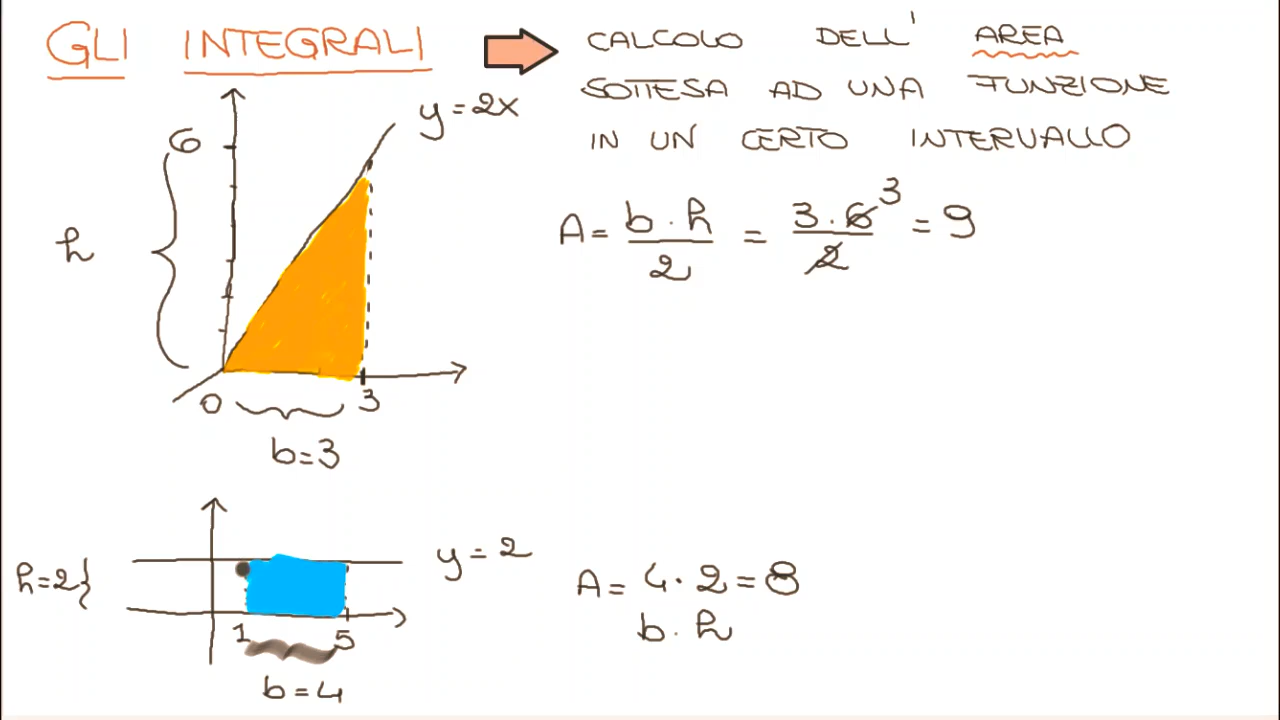 GLI INTEGRALI
CALCOLO DELL' AREA
SOTTESA AD UNA FUNZIONE
IN UN CERTO INTERVALLO
y = 2x
6
h
0
3
b = 3
A = b · h / 2 = 3 · 6 3 / 2 = 9
y = 2
h = 2 {
1
5
b = 4
A = 4 · 2 = 8
b · h